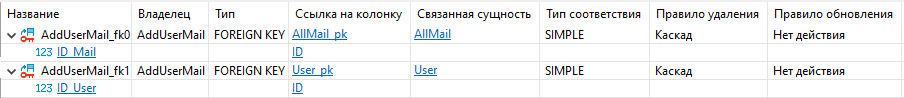 Название Владелец Тип Ссылка на колонку Связанная сущность Тип соответствия Правило удаления Правило обновления
AddUserMail_fk0 AddUserMail FOREIGN KEY AllMail_pk AllMail SIMPLE Каскад Нет действия
123 ID_Mail ID
AddUserMail_fk1 AddUserMail FOREIGN KEY User_pk User SIMPLE Каскад Нет действия
123 ID_User ID